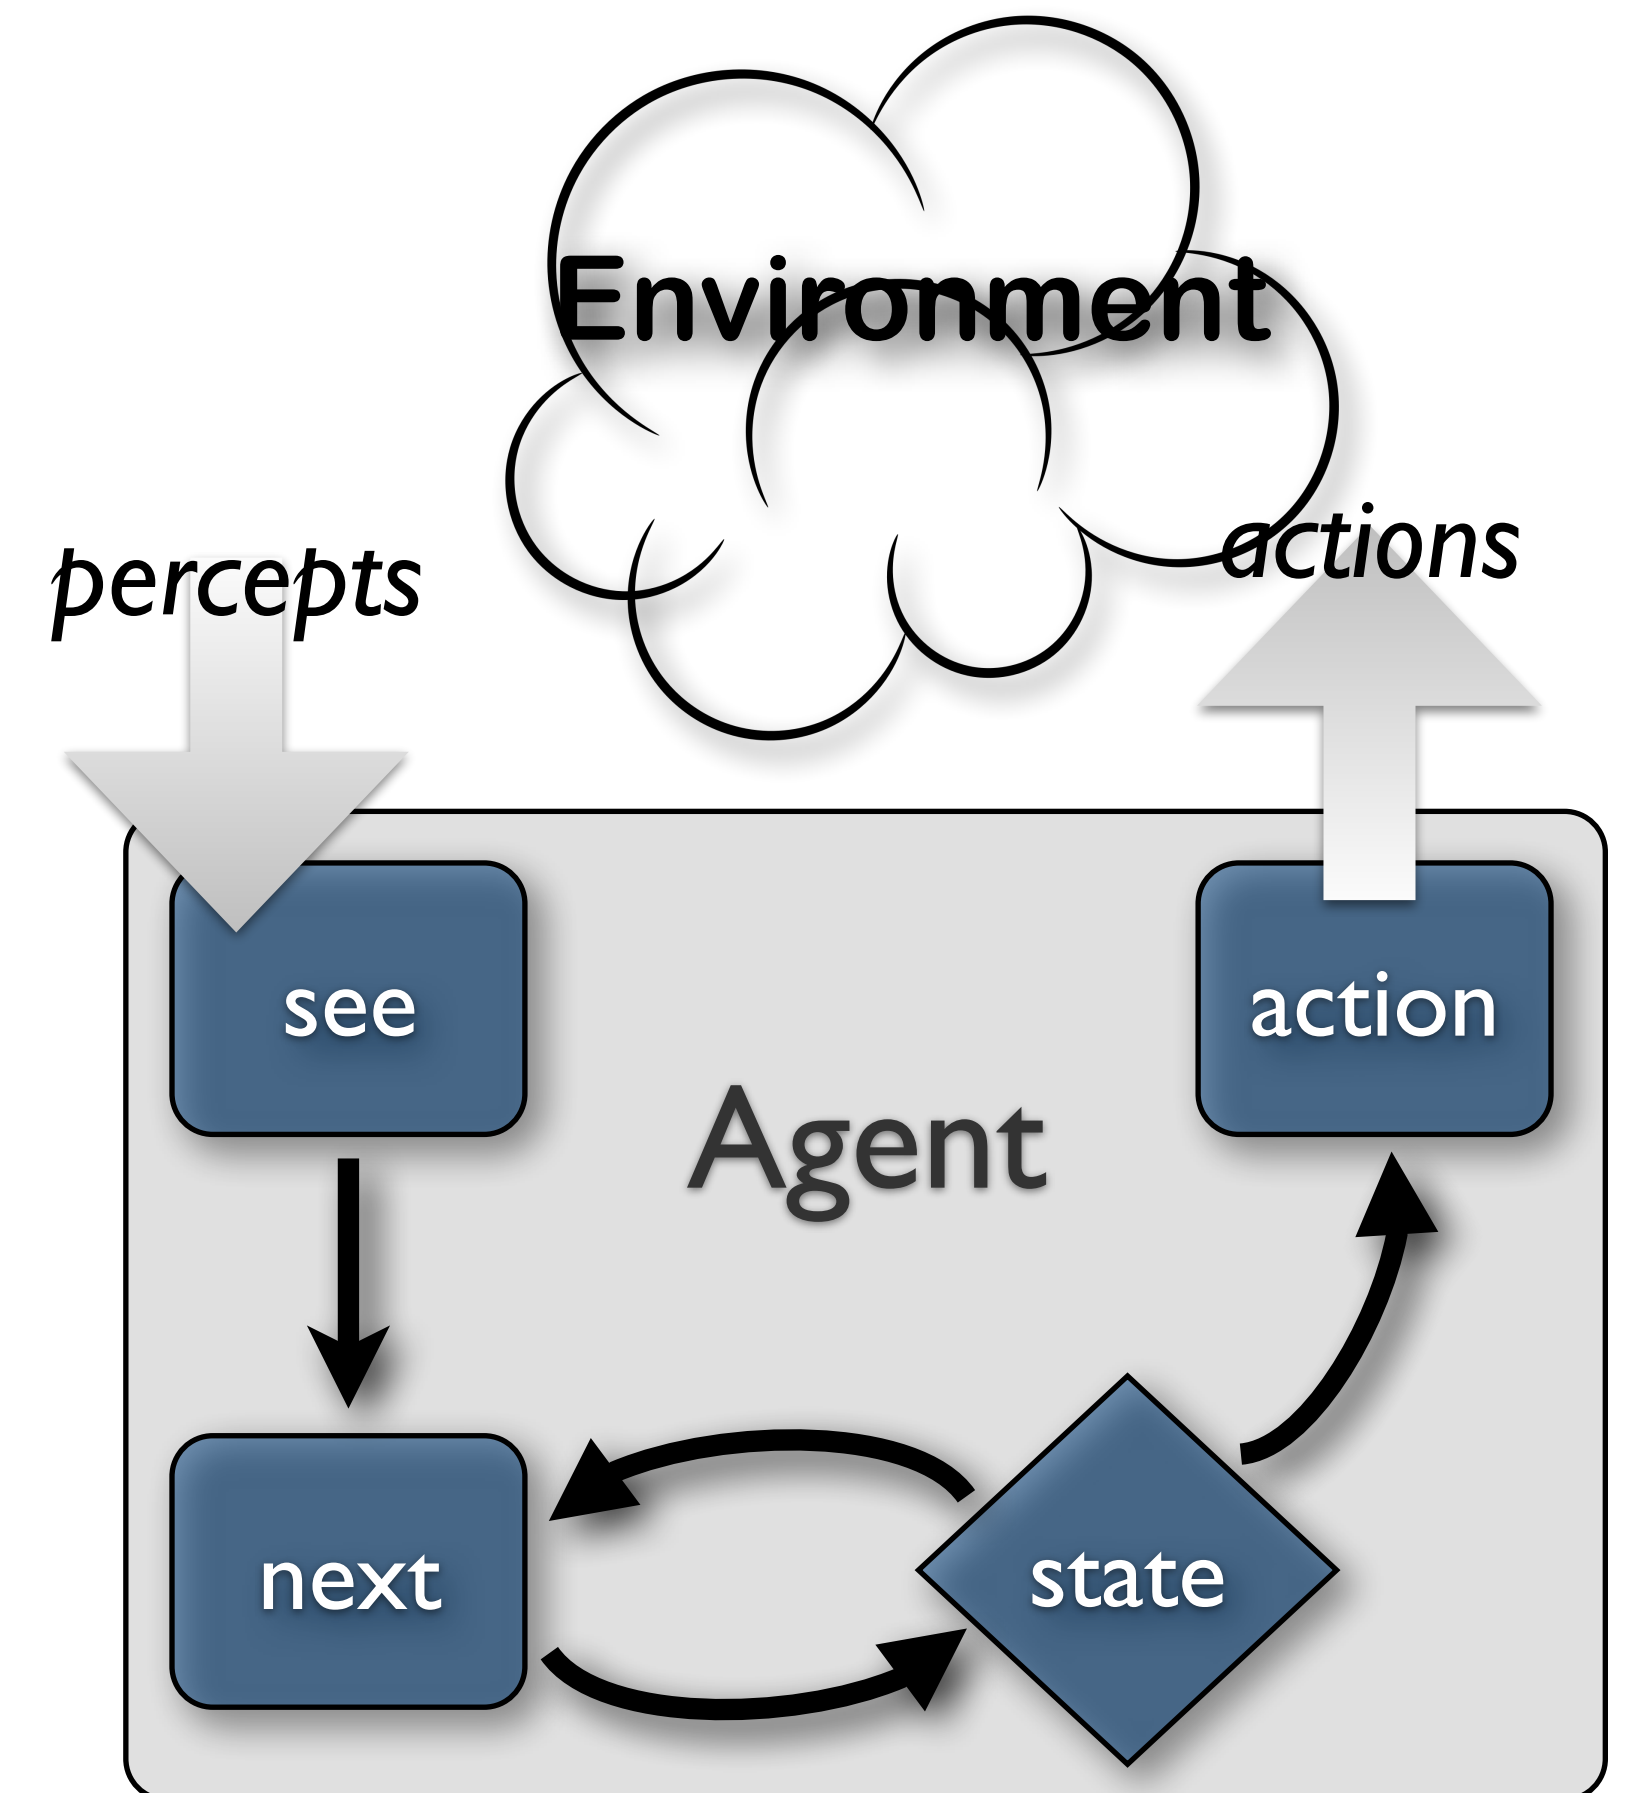 Environment
percepts
actions
see
action
Agent
next
state